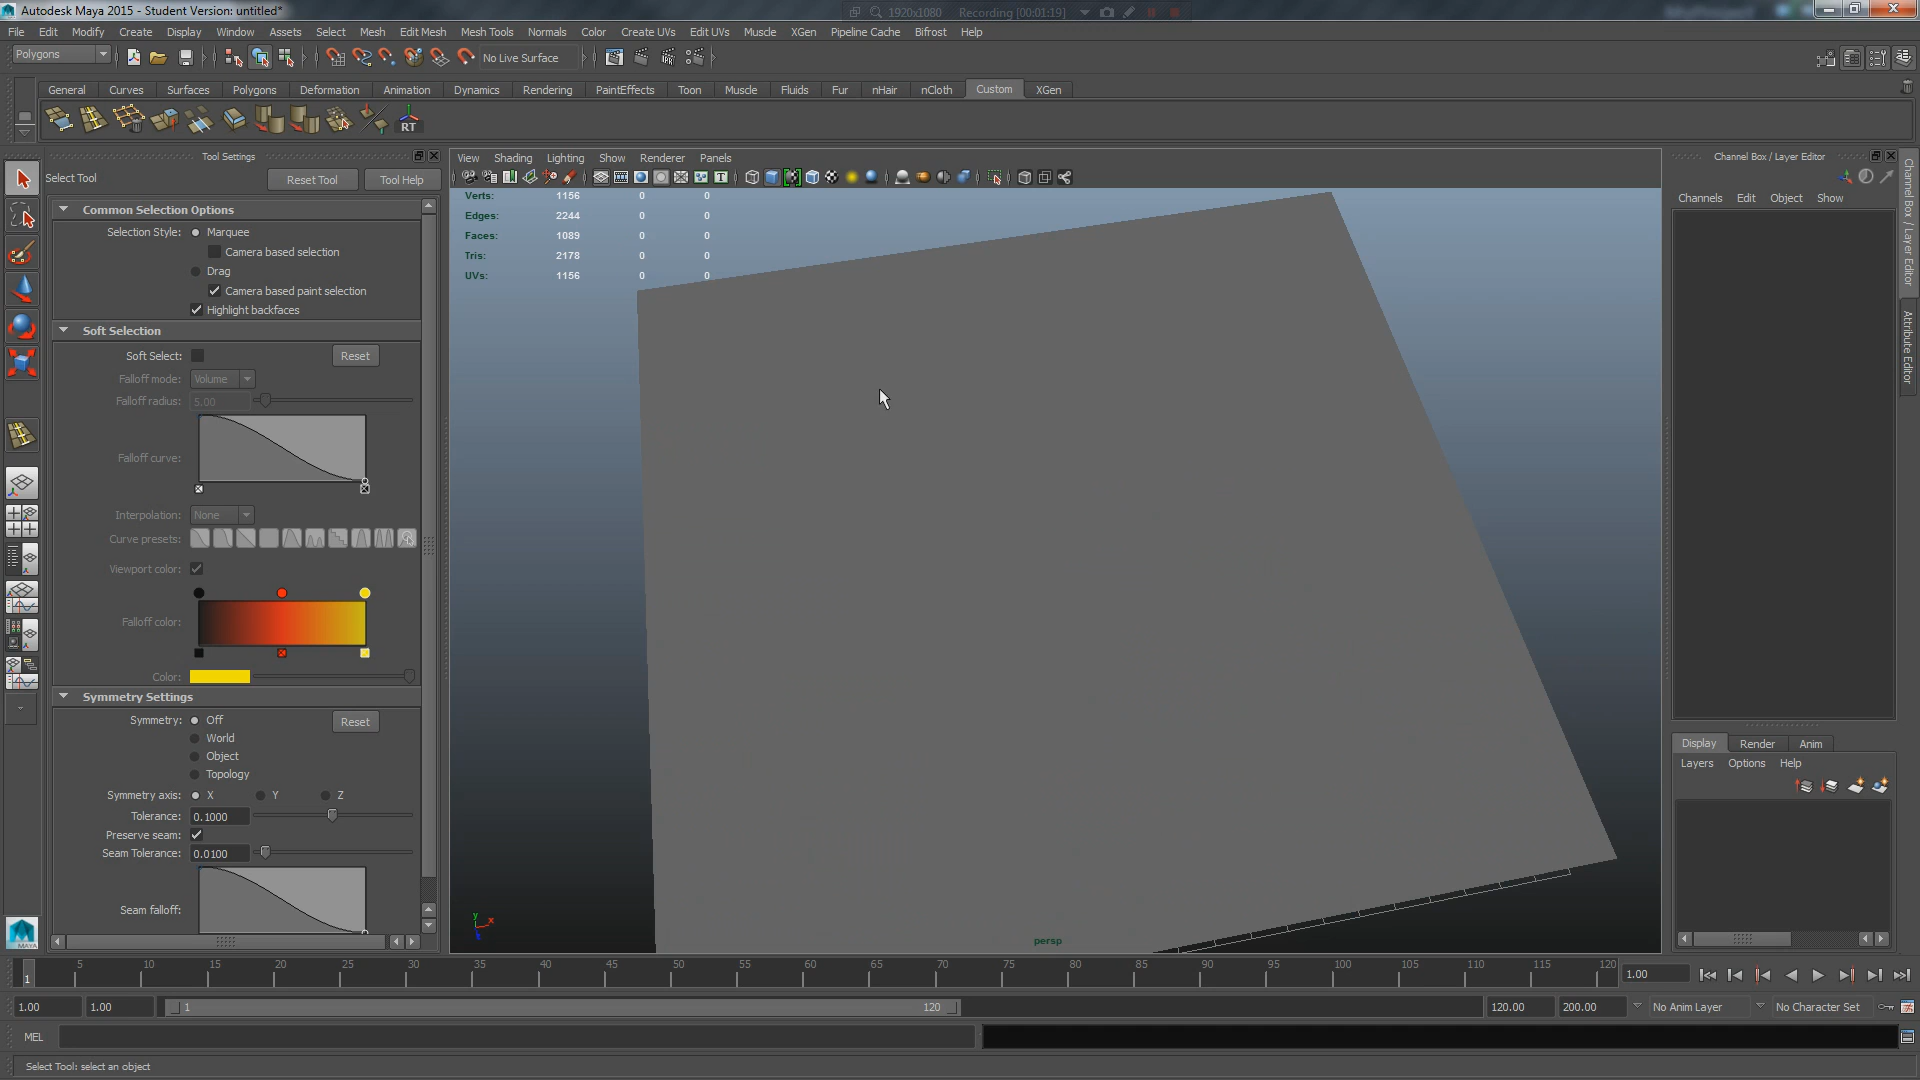 Autodesk Maya 2015 - Student Version: untitled*
1920x1080 Recording [00:01:19]
File Edit Modify Create Display Window Assets Select Mesh Edit Mesh Mesh Tools Normals Color Create UVs Edit UVs Muscle XGen Pipeline Cache Bifrost Help
Polygons No Live Surface
General Curves Surfaces Polygons Deformation Animation Dynamics Rendering PaintEffects Toon Muscle Fluids Fur nHair nCloth Custom XGen
RT
Tool Settings
Select Tool Reset Tool Tool Help
Common Selection Options
Selection Style: Marquee
Camera based selection
Drag
Camera based paint selection
Highlight backfaces
Soft Selection
Soft Select: Reset
Falloff mode: Volume
Falloff radius: 5.00
Falloff curve:
Interpolation: None
Curve presets:
Viewport color:
Falloff color:
Color:
Symmetry Settings
Symmetry: Off Reset
World
Object
Topology
Symmetry axis: X Y Z
Tolerance: 0.1000
Preserve seam:
Seam Tolerance: 0.0100
Seam falloff:
MAYA
View Shading Lighting Show Renderer Panels
Verts: 1156 0 0
Edges: 2244 0 0
Faces: 1089 0 0
Tris: 2178 0 0
UVs: 1156 0 0
y x
persp
Channel Box / Layer Editor
Channels Edit Object Show
Channel Box / Layer Editor
Attribute Editor
Display Render Anim
Layers Options Help
1 5 10 15 20 25 30 35 40 45 50 55 60 65 70 75 80 85 90 95 100 105 110 115 120 1.00
1.00 1.00 1 120 120.00 200.00 No Anim Layer No Character Set
MEL
Select Tool: select an object